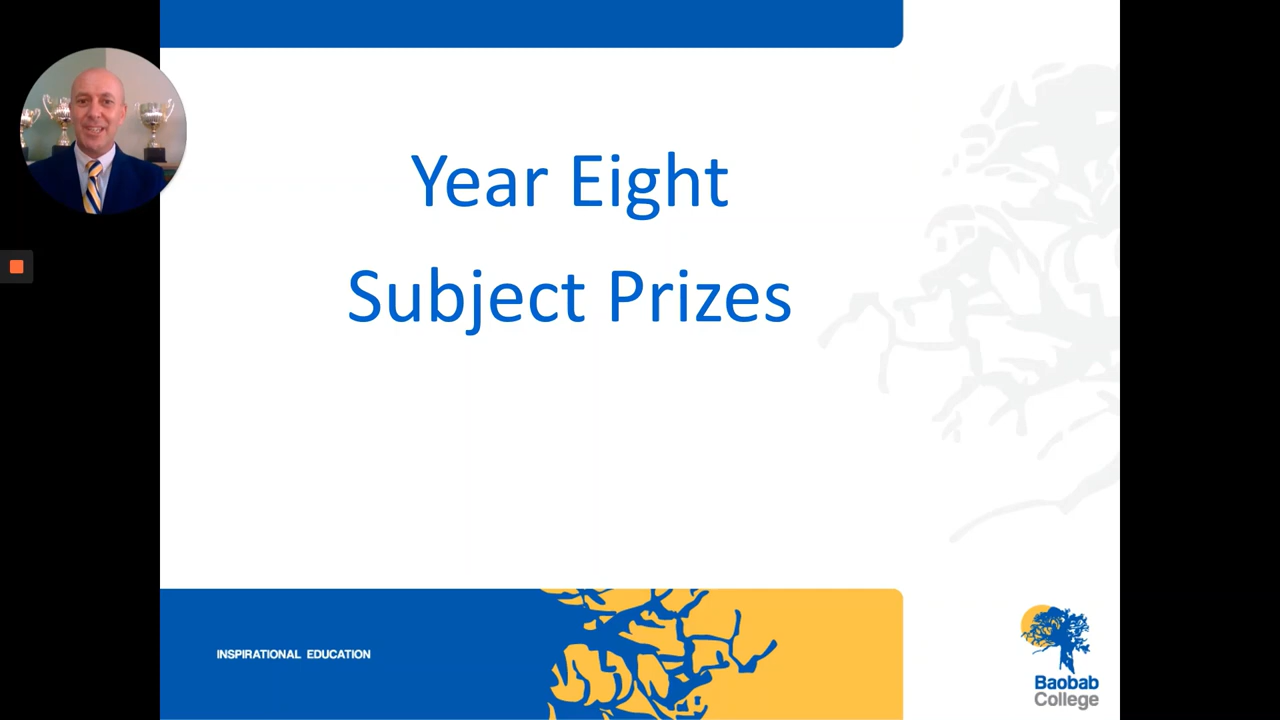 Year Eight
Subject Prizes
INSPIRATIONAL EDUCATION
Baobab
College